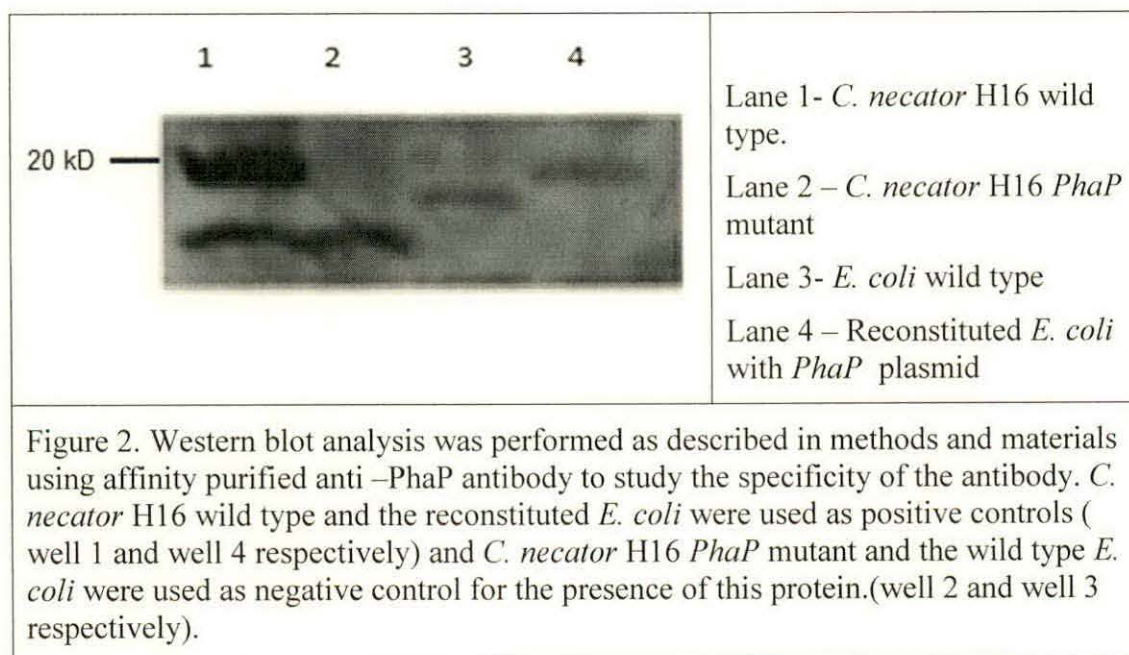 1 2 3 4
20 kD
Lane 1- C. necator H16 wild
type.
Lane 2 – C. necator H16 PhaP
mutant
Lane 3- E. coli wild type
Lane 4 – Reconstituted E. coli
with PhaP plasmid
Figure 2. Western blot analysis was performed as described in methods and materials
using affinity purified anti –PhaP antibody to study the specificity of the antibody. C.
necator H16 wild type and the reconstituted E. coli were used as positive controls (
well 1 and well 4 respectively) and C. necator H16 PhaP mutant and the wild type E.
coli were used as negative control for the presence of this protein.(well 2 and well 3
respectively).